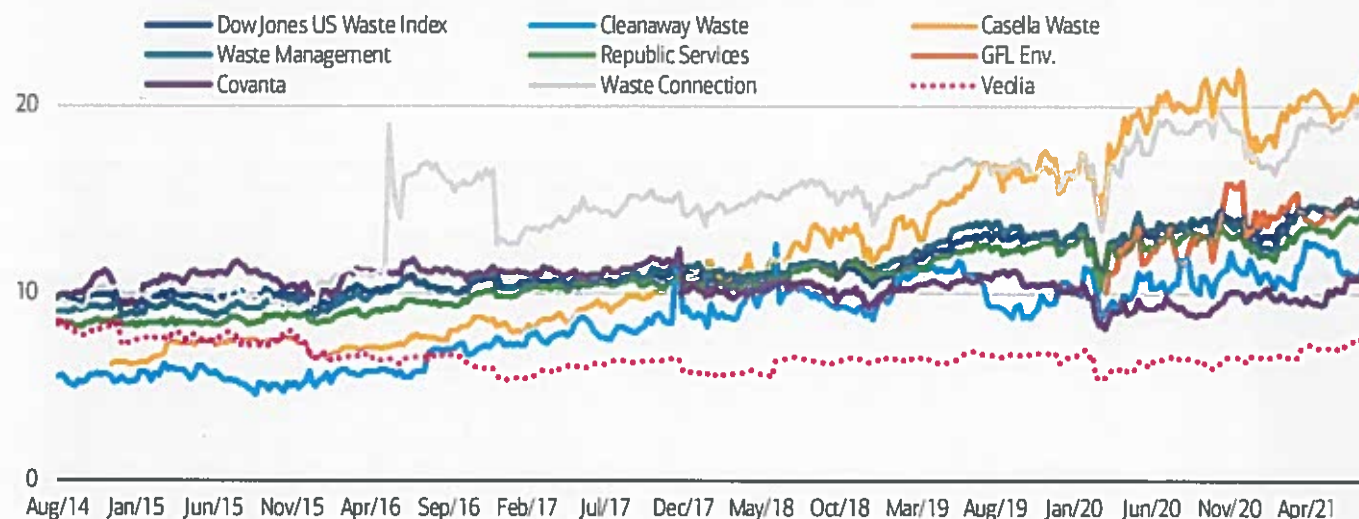 Dow Jones US Waste Index Cleanaway Waste Casella Waste
Waste Management Republic Services GFL Env.
Covanta Waste Connection Veolia
20
10
0
Aug/14 Jan/15 Jun/15 Nov/15 Apr/16 Sep/16 Feb/17 Jul/17 Dec/17 May/18 Oct/18 Mar/19 Aug/19 Jan/20 Jun/20 Nov/20 Apr/21